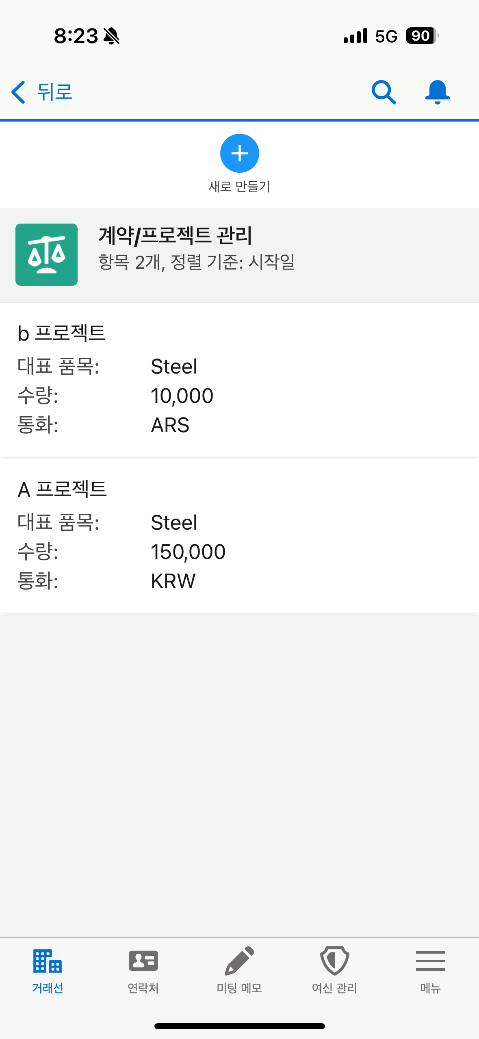 8:23
5G 90
뒤로
새로 만들기
계약/프로젝트 관리
항목 2개, 정렬 기준: 시작일
b 프로젝트
대표 품목: Steel
수량: 10,000
통화: ARS
A 프로젝트
대표 품목: Steel
수량: 150,000
통화: KRW
거래선 연락처 미팅 메모 여신 관리 메뉴